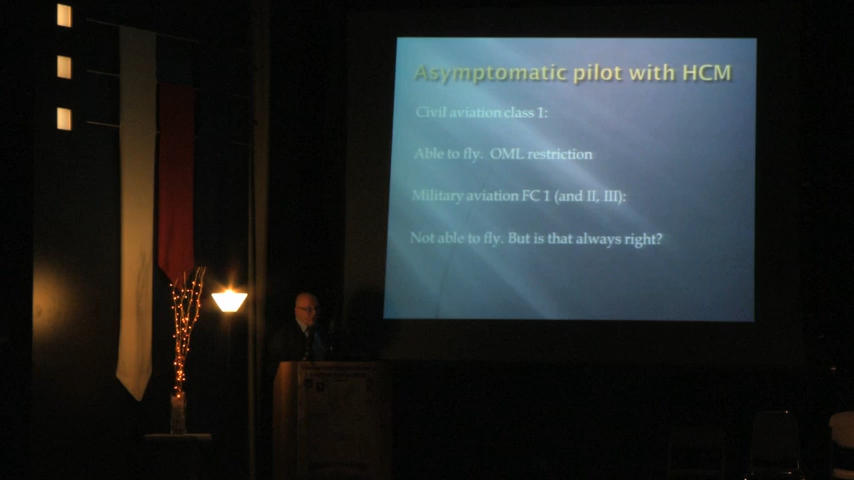 Asymptomatic pilot with HCM
Civil aviation class 1:
Able to fly. OML restriction
Military aviation FC 1 (and II, III):
Not able to fly. But is that always right?